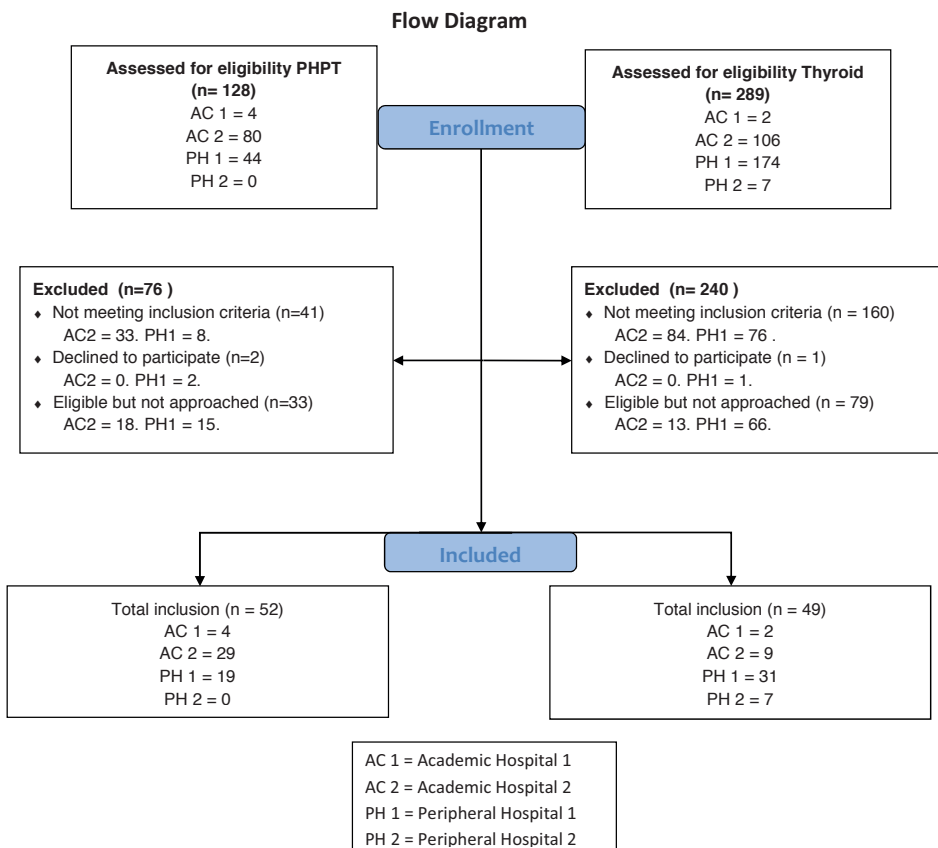 Flow Diagram
Assessed for eligibility PHPT
(n= 128)
AC 1 = 4
AC 2 = 80
PH 1 = 44
PH 2 = 0
Assessed for eligibility Thyroid
(n= 289)
AC 1 = 2
AC 2 = 106
PH 1 = 174
PH 2 = 7
Enrollment
Excluded (n=76 )
♦ Not meeting inclusion criteria (n=41)
AC2 = 33. PH1 = 8.
♦ Declined to participate (n=2)
AC2 = 0. PH1 = 2.
♦ Eligible but not approached (n=33)
AC2 = 18. PH1 = 15.
Excluded (n= 240 )
♦ Not meeting inclusion criteria (n = 160)
AC2 = 84. PH1 = 76 .
♦ Declined to participate (n = 1)
AC2 = 0. PH1 = 1.
♦ Eligible but not approached (n = 79)
AC2 = 13. PH1 = 66.
Included
Total inclusion (n = 52)
AC 1 = 4
AC 2 = 29
PH 1 = 19
PH 2 = 0
Total inclusion (n = 49)
AC 1 = 2
AC 2 = 9
PH 1 = 31
PH 2 = 7
AC 1 = Academic Hospital 1
AC 2 = Academic Hospital 2
PH 1 = Peripheral Hospital 1
PH 2 = Peripheral Hospital 2